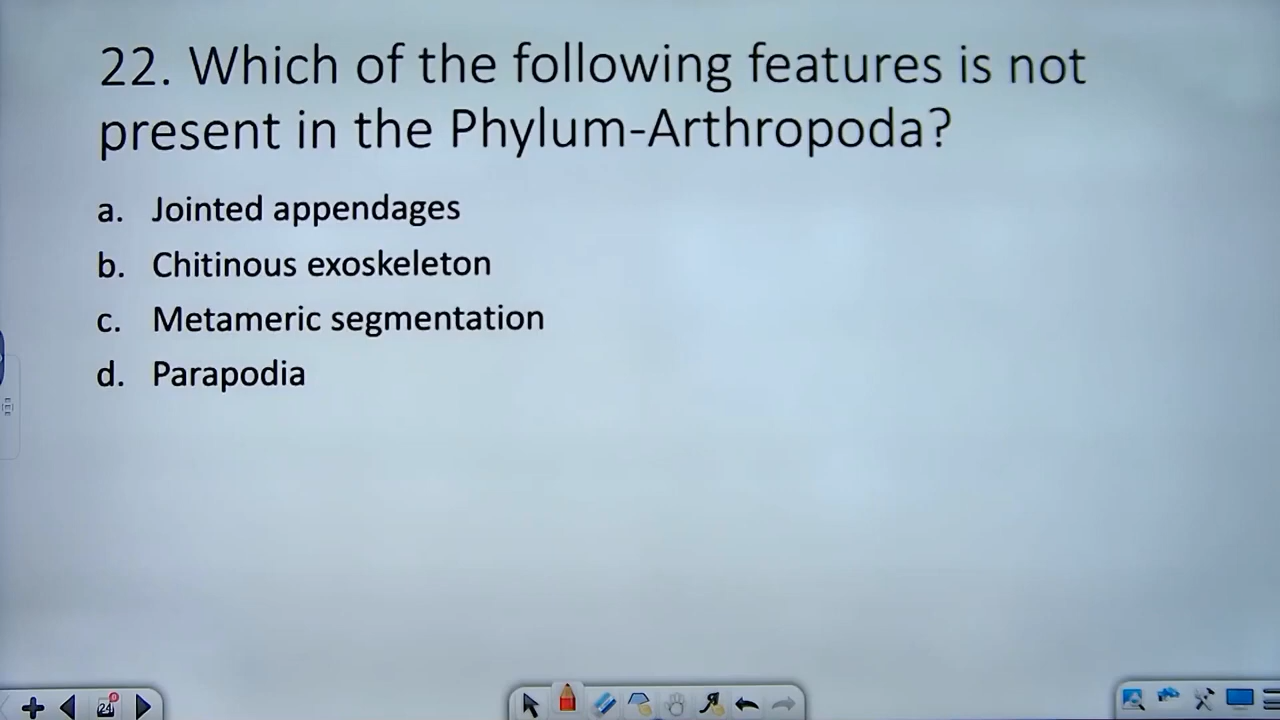 22. Which of the following features is not
present in the Phylum-Arthropoda?
a. Jointed appendages
b. Chitinous exoskeleton
c. Metameric segmentation
d. Parapodia
24